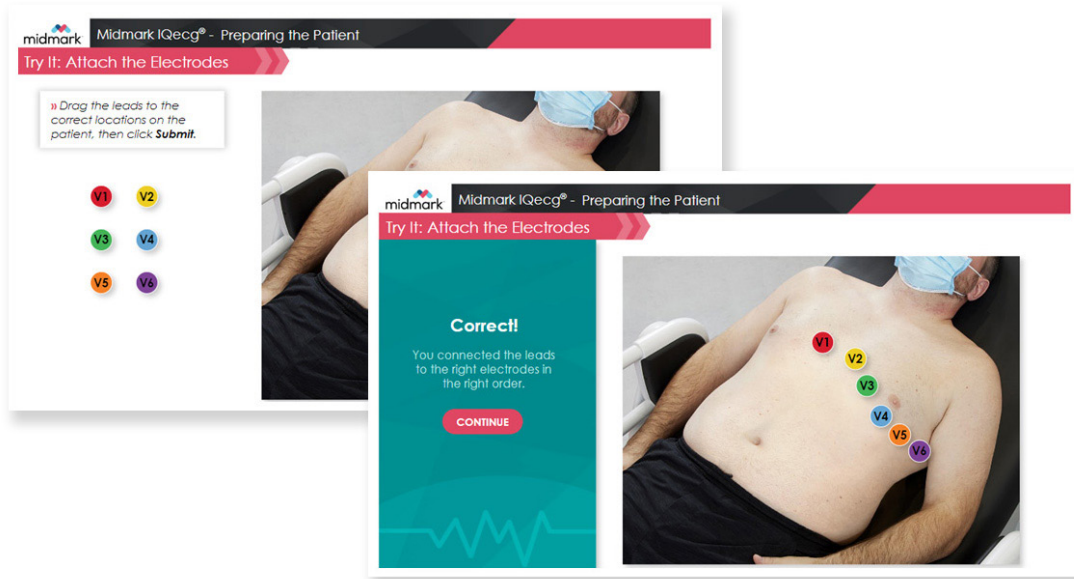 midmark Midmark IQecg® - Preparing the Patient
Try It: Attach the Electrodes
» Drag the leads to the
correct locations on the
patient, then click Submit.
V1 V2
V3 V4
V5 V6
midmark Midmark IQecg® - Preparing the Patient
Try It: Attach the Electrodes
Correct!
You connected the leads
to the right electrodes in
the right order.
CONTINUE
V1
V2
V3
V4
V5
V6